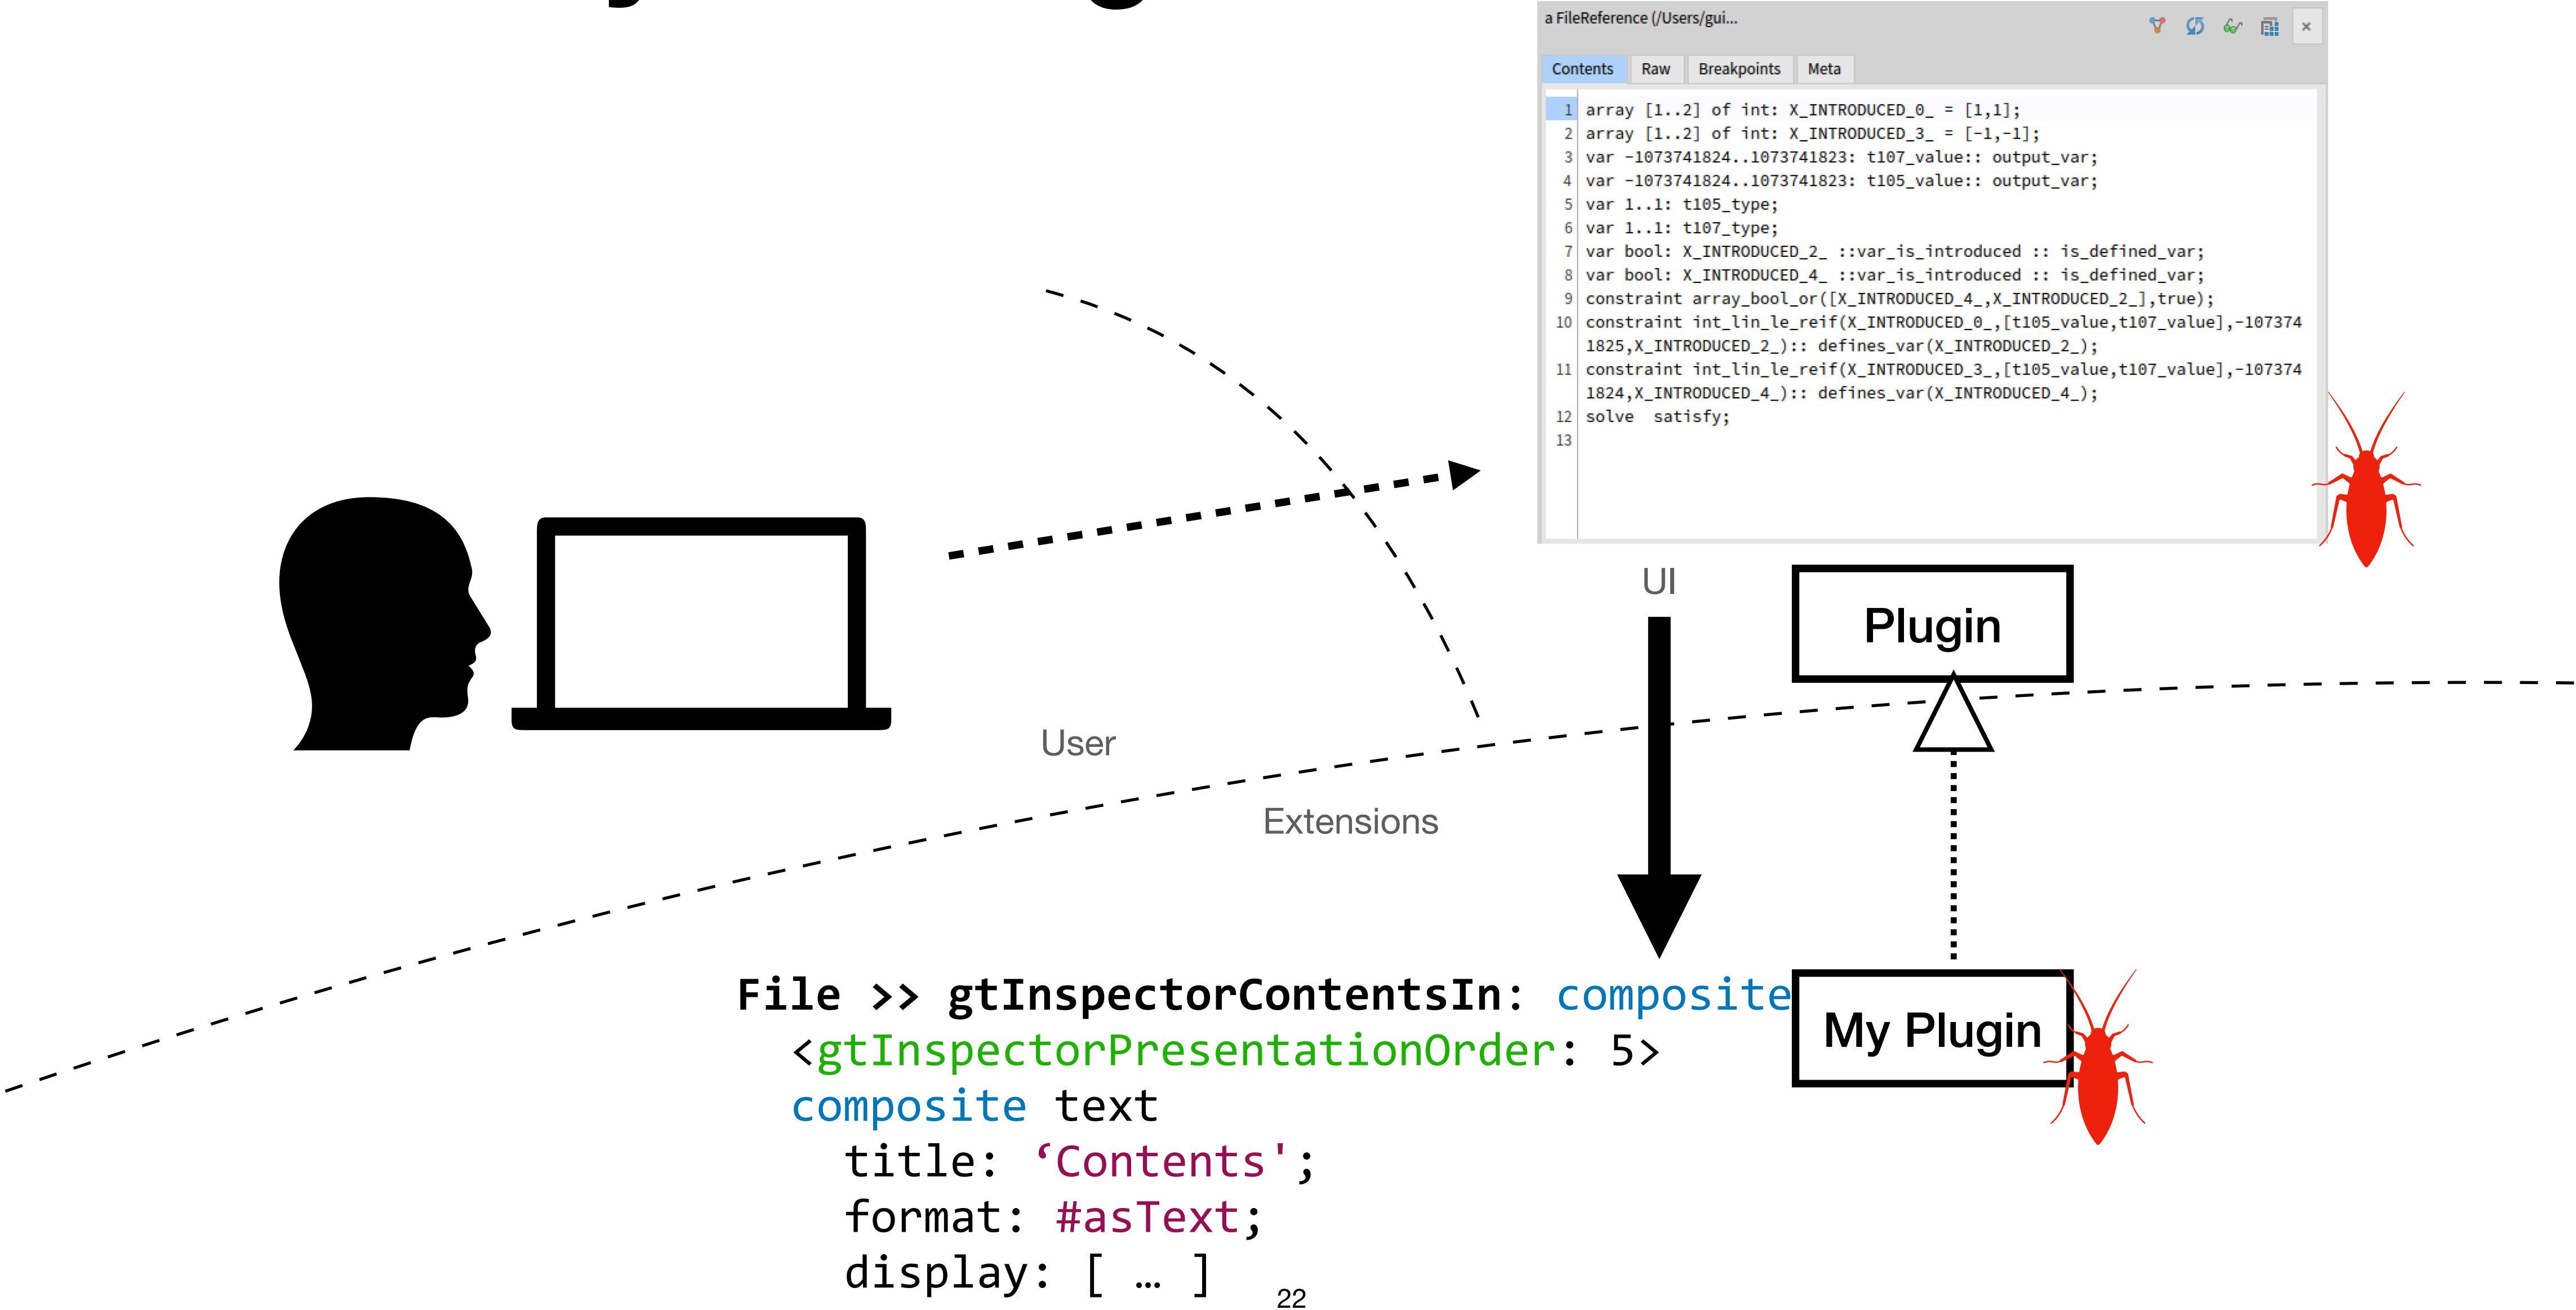 a FileReference (/Users/gui...
Contents Raw Breakpoints Meta
1 array [1..2] of int: X_INTRODUCED_0_ = [1,1];
2 array [1..2] of int: X_INTRODUCED_3_ = [-1,-1];
3 var -1073741824..1073741823: t107_value:: output_var;
4 var -1073741824..1073741823: t105_value:: output_var;
5 var 1..1: t105_type;
6 var 1..1: t107_type;
7 var bool: X_INTRODUCED_2_ ::var_is_introduced :: is_defined_var;
8 var bool: X_INTRODUCED_4_ ::var_is_introduced :: is_defined_var;
9 constraint array_bool_or([X_INTRODUCED_4_,X_INTRODUCED_2_],true);
10 constraint int_lin_le_reif(X_INTRODUCED_0_,[t105_value,t107_value],-107374
1825,X_INTRODUCED_2_):: defines_var(X_INTRODUCED_2_);
11 constraint int_lin_le_reif(X_INTRODUCED_3_,[t105_value,t107_value],-107374
1824,X_INTRODUCED_4_):: defines_var(X_INTRODUCED_4_);
12 solve  satisfy;
13
UI
Plugin
User
Extensions
File >> gtInspectorContentsIn: composite
<gtInspectorPresentationOrder: 5>
composite text
title: ‘Contents';
format: #asText;
display: [ … ]
My Plugin
22